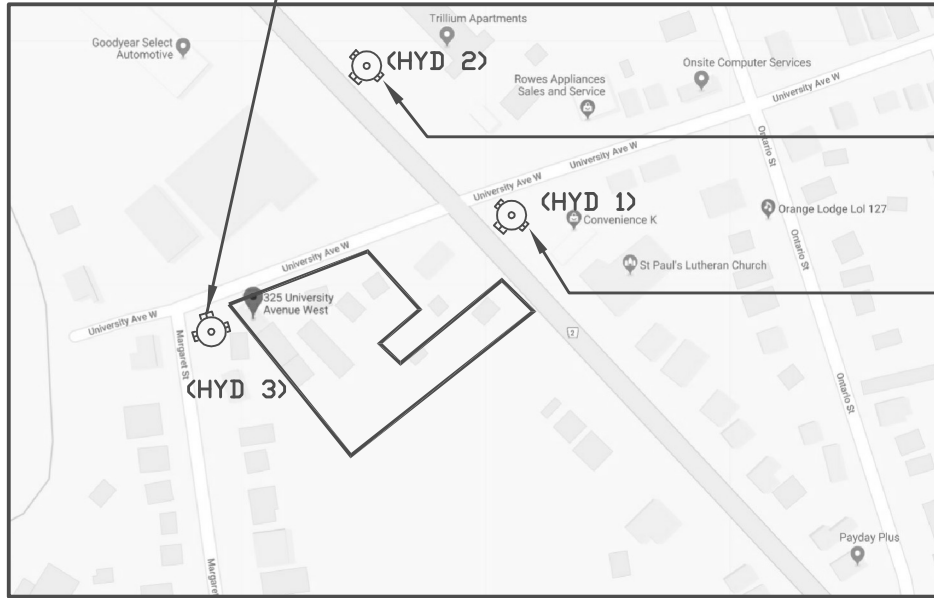 Trillium Apartments
Goodyear Select
Automotive
(HYD 2)
Onsite Computer Services
Rowes Appliances
Sales and Service
University Ave W
University Ave W
University Ave W
Ontario St
(HYD 1)
Convenience K
Orange Lodge Lol 127
University Ave W
St Paul's Lutheran Church
Ontario St
325 University
Avenue West
University Ave W
2
Margaret St
(HYD 3)
Ontario St
Payday Plus
Margaret